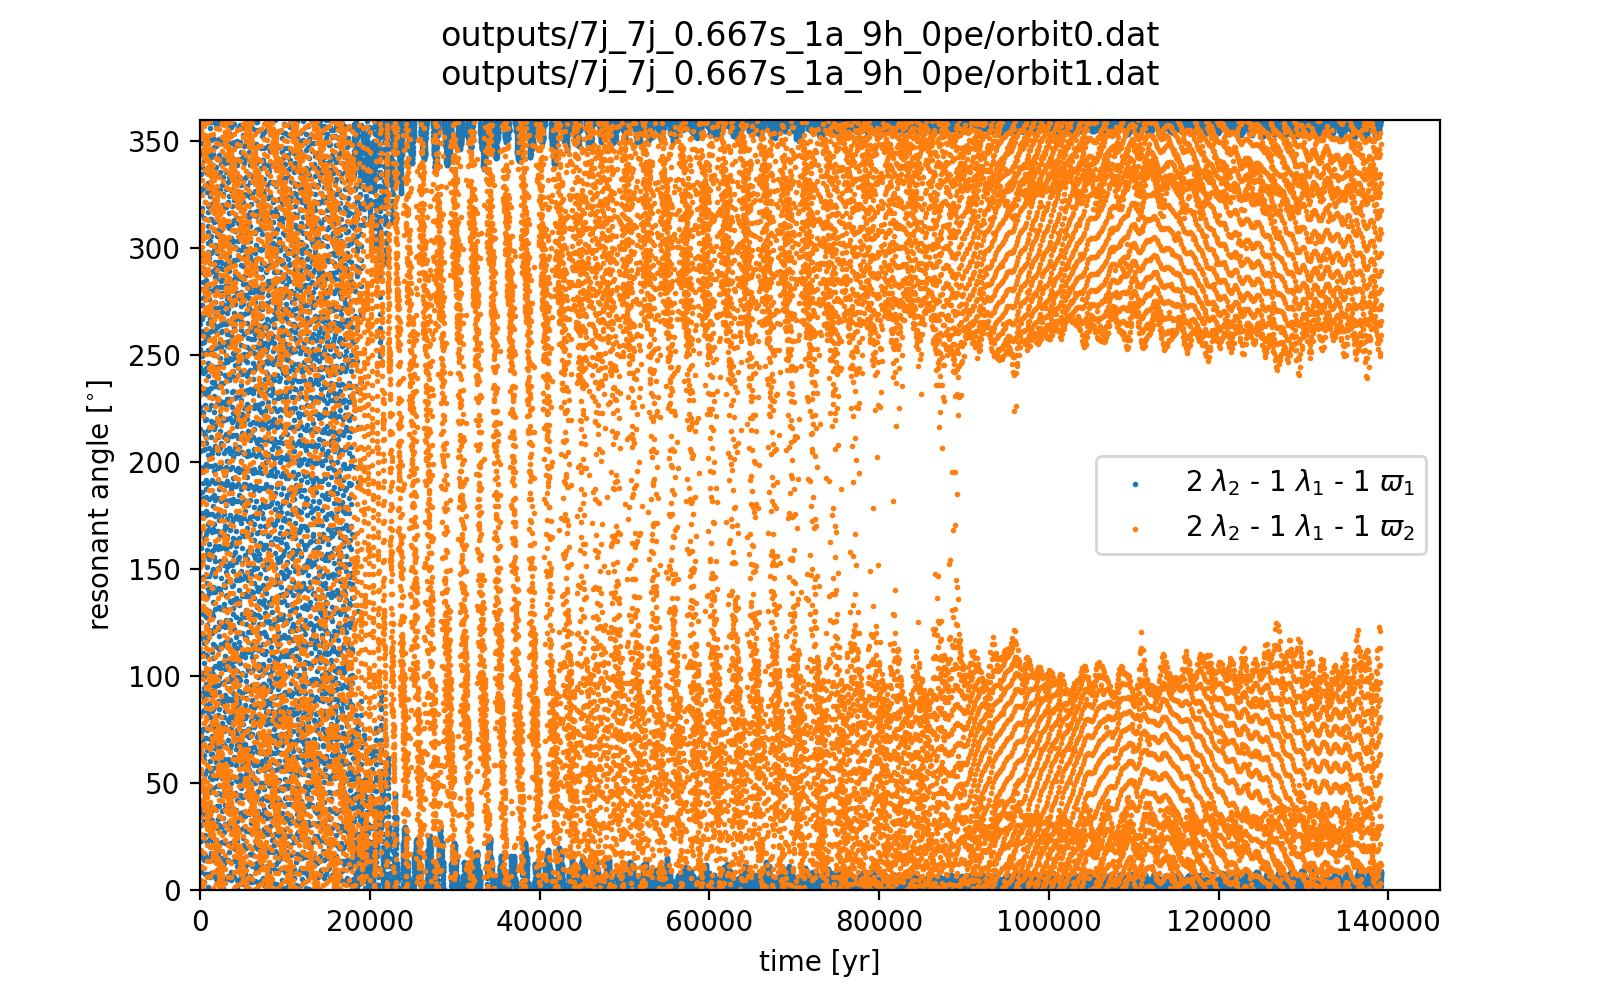 outputs/7j_7j_0.667s_1a_9h_0pe/orbit0.dat
outputs/7j_7j_0.667s_1a_9h_0pe/orbit1.dat
350
300
250
200
150
100
50
0
resonant angle [°]
2 λ₂ - 1 λ₁ - 1 ϖ₁
2 λ₂ - 1 λ₁ - 1 ϖ₂
0 20000 40000 60000 80000 100000 120000 140000
time [yr]